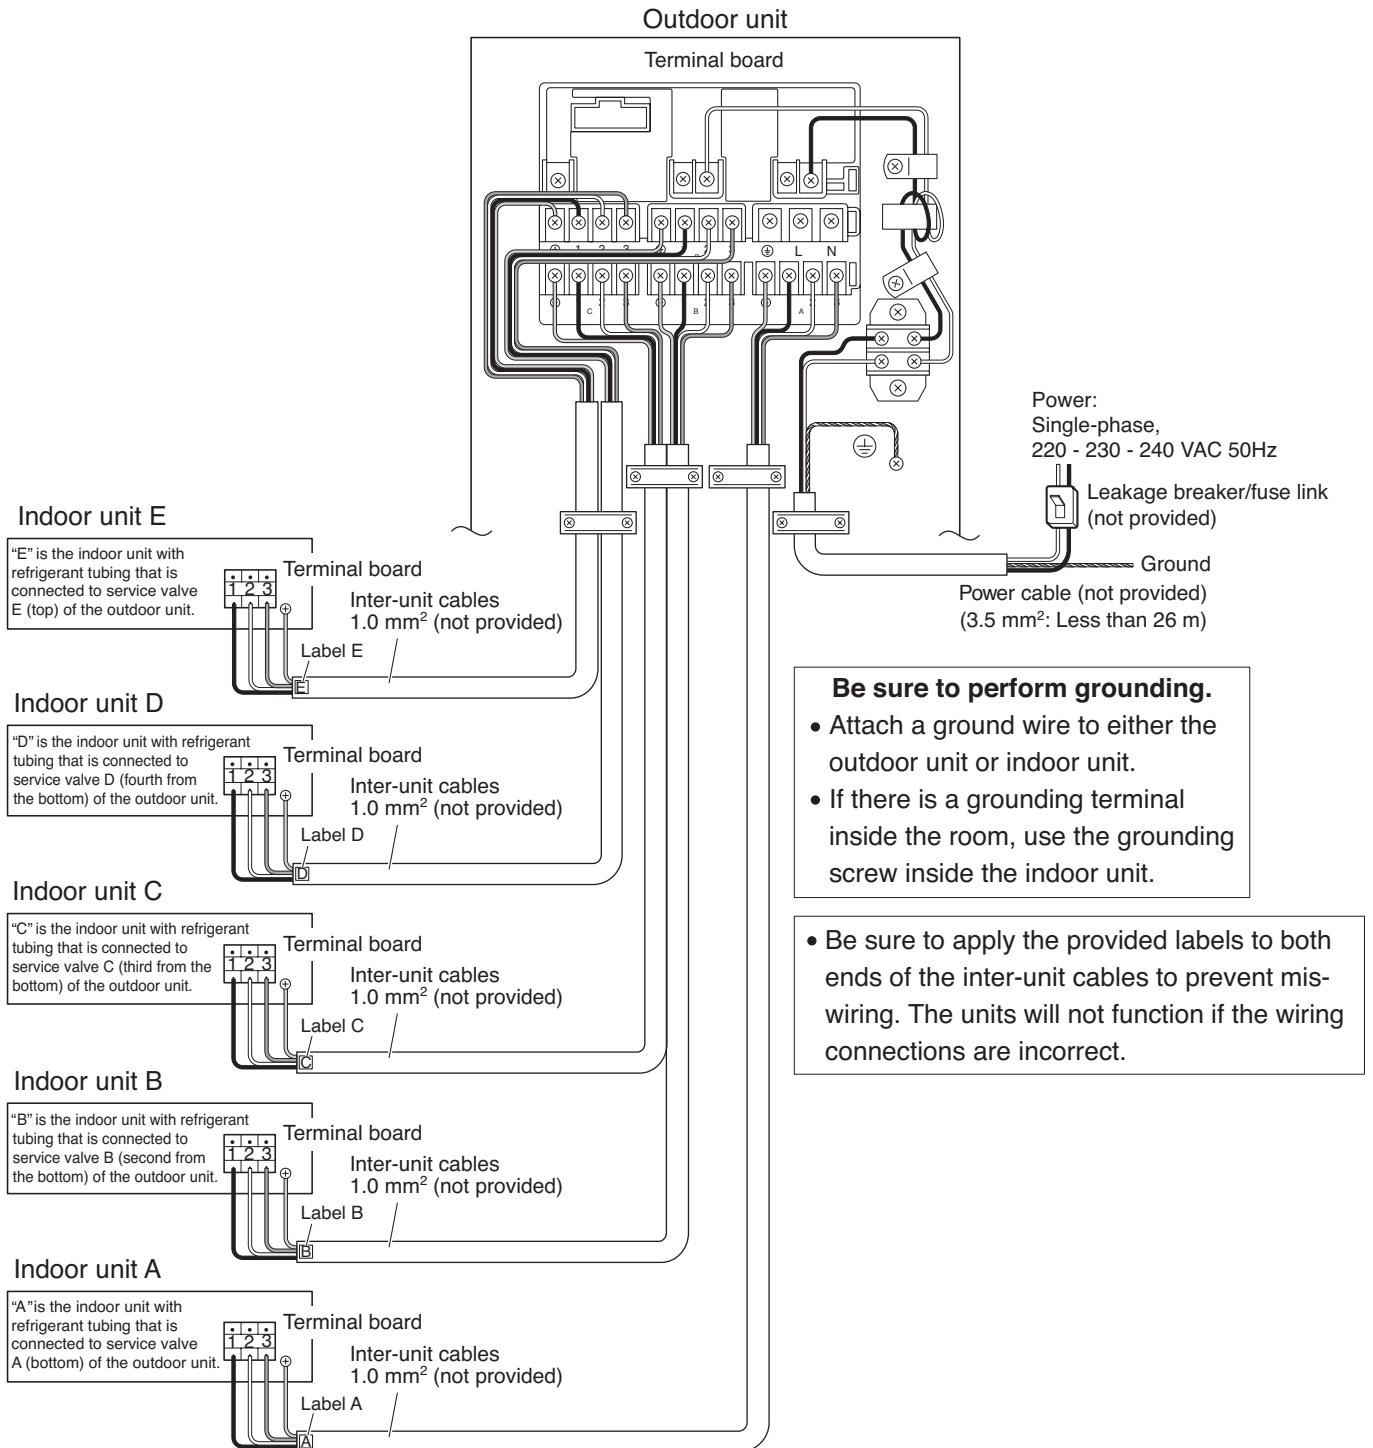 Outdoor unit
Terminal board
1 2 3
L N
C
B
A
Power:
Single-phase,
220 - 230 - 240 VAC 50Hz
Leakage breaker/fuse link
(not provided)
Ground
Power cable (not provided)
(3.5 mm²: Less than 26 m)
Indoor unit E
“E” is the indoor unit with
refrigerant tubing that is
connected to service valve
E (top) of the outdoor unit.
1 2 3
Terminal board
Inter-unit cables
1.0 mm² (not provided)
Label E
E
Indoor unit D
“D” is the indoor unit with refrigerant
tubing that is connected to
service valve D (fourth from
the bottom) of the outdoor unit.
1 2 3
Terminal board
Inter-unit cables
1.0 mm² (not provided)
Label D
D
Indoor unit C
“C” is the indoor unit with refrigerant
tubing that is connected to
service valve C (third from the
bottom) of the outdoor unit.
1 2 3
Terminal board
Inter-unit cables
1.0 mm² (not provided)
Label C
C
Indoor unit B
“B” is the indoor unit with refrigerant
tubing that is connected to
service valve B (second from
the bottom) of the outdoor unit.
1 2 3
Terminal board
Inter-unit cables
1.0 mm² (not provided)
Label B
B
Indoor unit A
“A” is the indoor unit with
refrigerant tubing that is
connected to service valve
A (bottom) of the outdoor unit.
1 2 3
Terminal board
Inter-unit cables
1.0 mm² (not provided)
Label A
A
Be sure to perform grounding.
• Attach a ground wire to either the
outdoor unit or indoor unit.
• If there is a grounding terminal
inside the room, use the grounding
screw inside the indoor unit.
• Be sure to apply the provided labels to both
ends of the inter-unit cables to prevent mis-
wiring. The units will not function if the wiring
connections are incorrect.